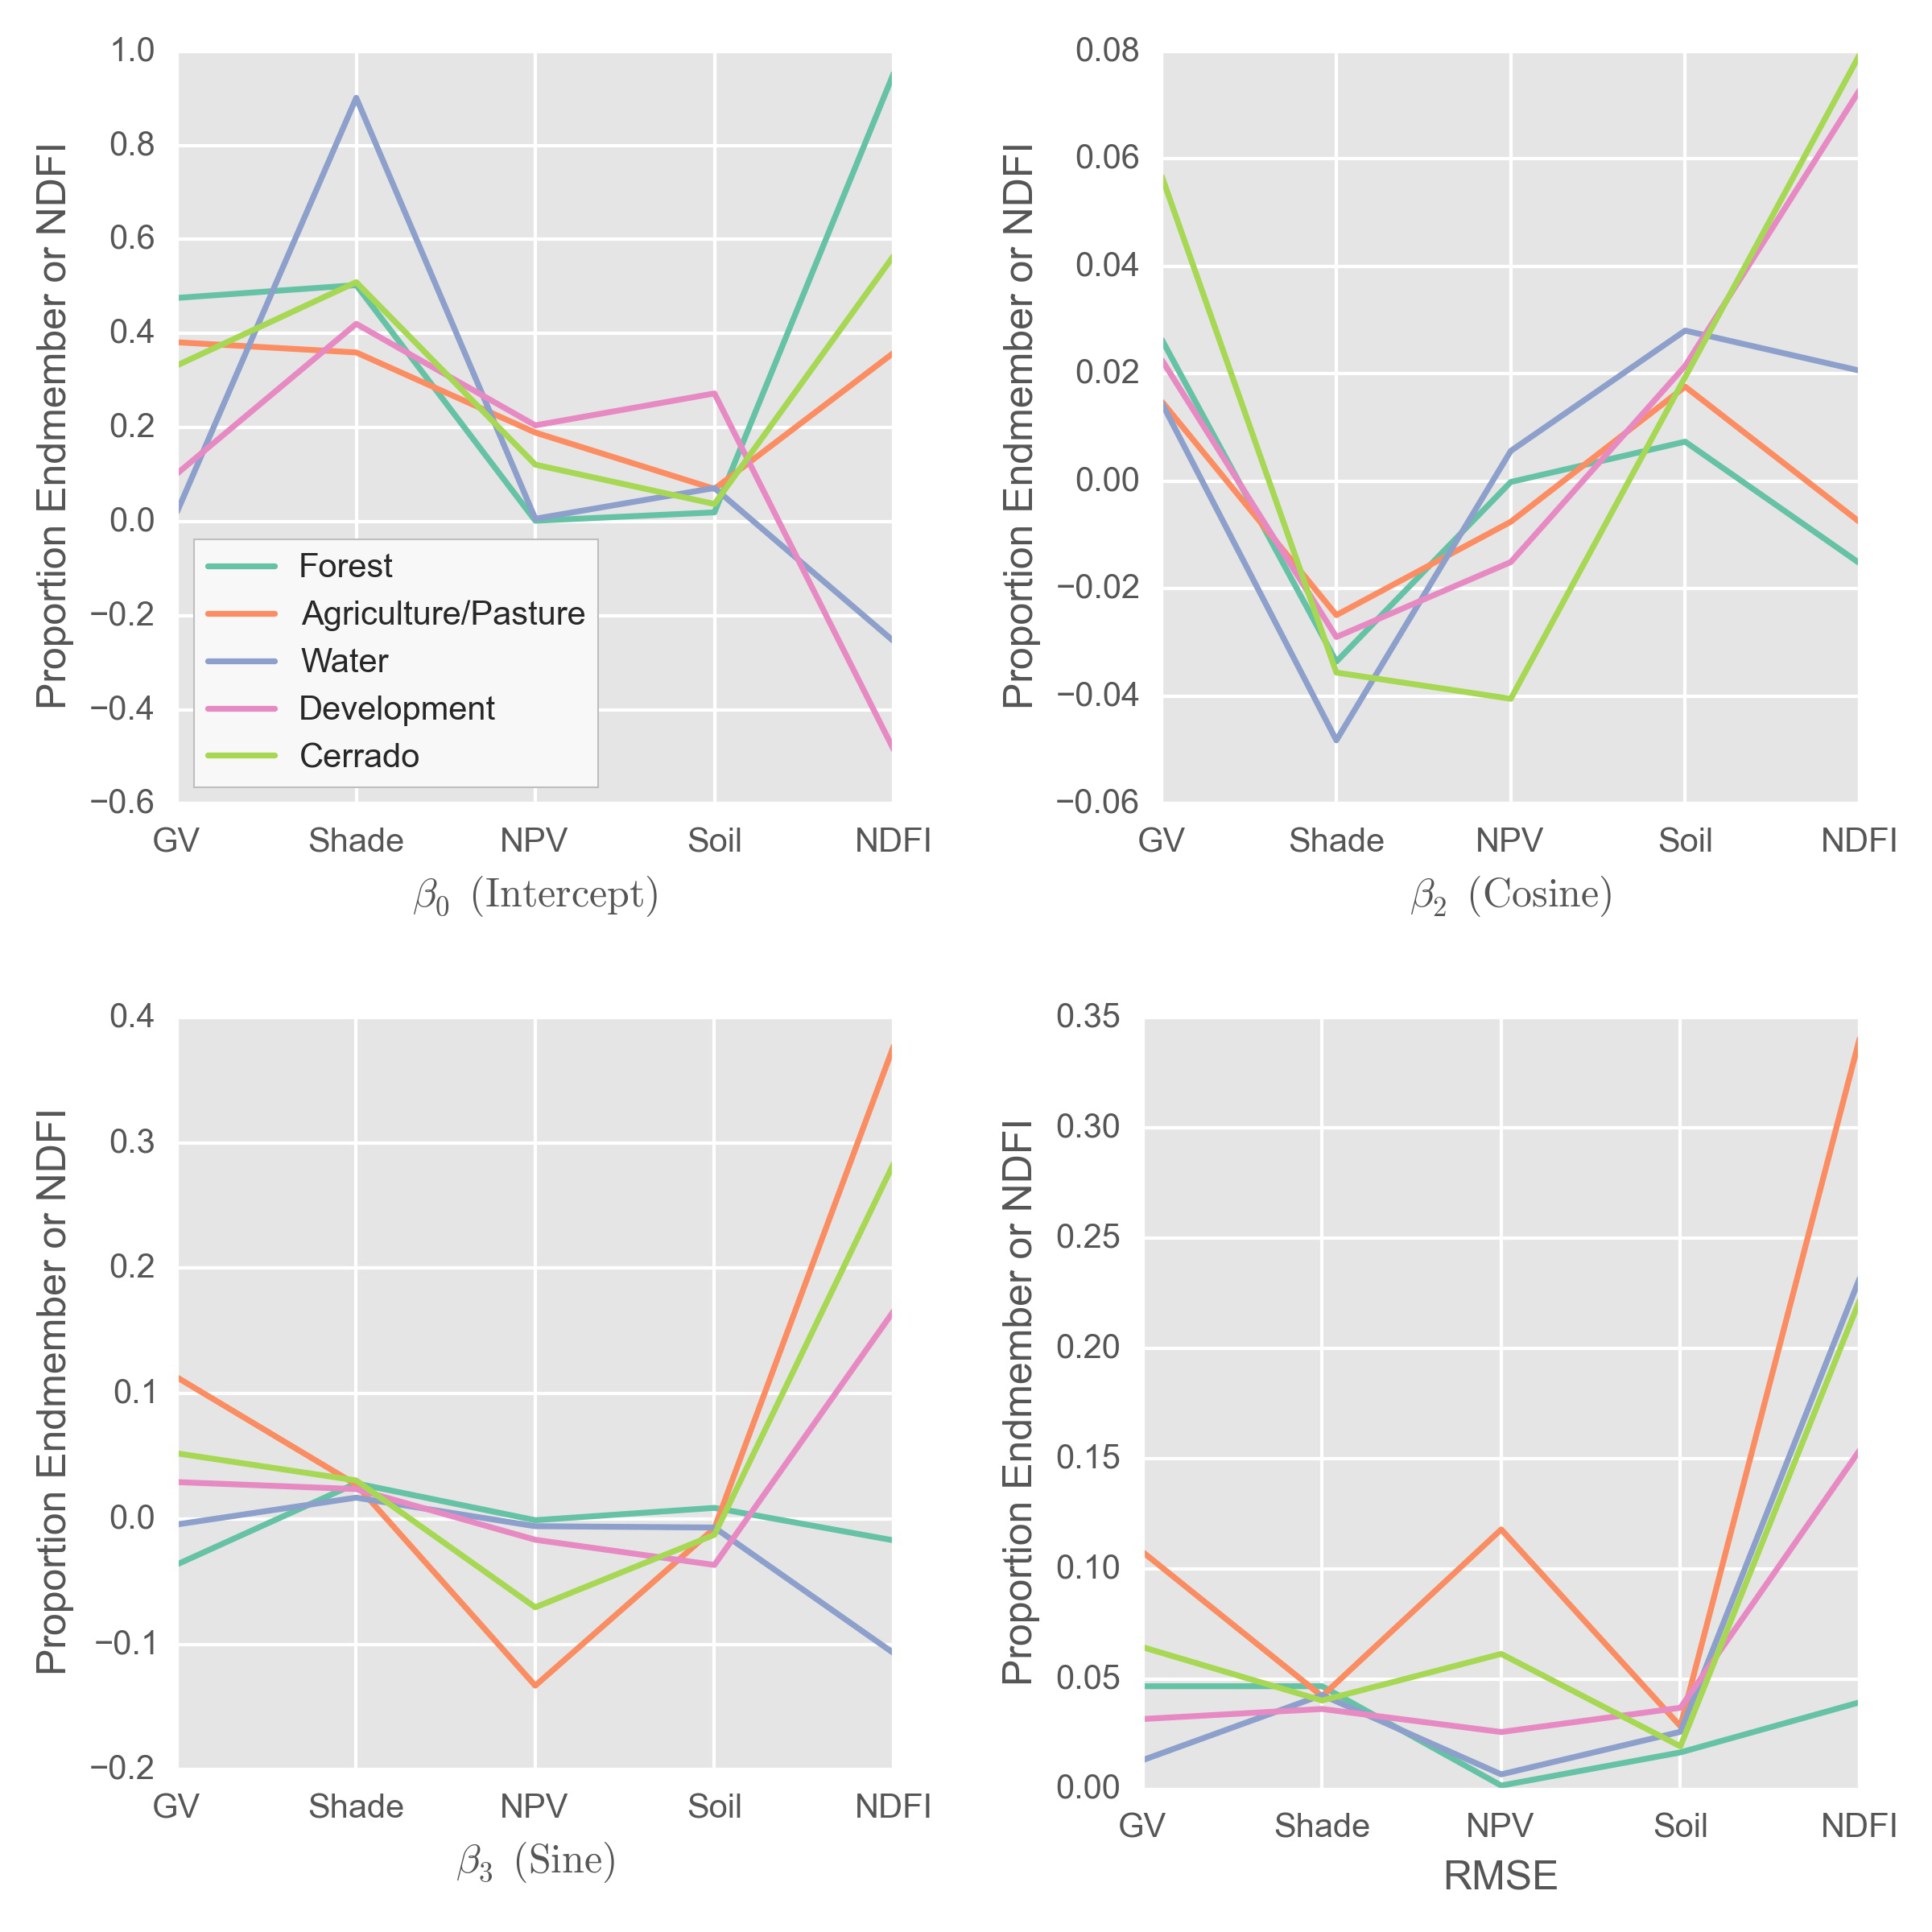 Proportion Endmember or NDFI
1.0
0.8
0.6
0.4
0.2
0.0
−0.2
−0.4
−0.6
Forest
Agriculture/Pasture
Water
Development
Cerrado
GV Shade NPV Soil NDFI
β0 (Intercept)
Proportion Endmember or NDFI
0.08
0.06
0.04
0.02
0.00
−0.02
−0.04
−0.06
GV Shade NPV Soil NDFI
β2 (Cosine)
Proportion Endmember or NDFI
0.4
0.3
0.2
0.1
0.0
−0.1
−0.2
GV Shade NPV Soil NDFI
β3 (Sine)
Proportion Endmember or NDFI
0.35
0.30
0.25
0.20
0.15
0.10
0.05
0.00
GV Shade NPV Soil NDFI
RMSE